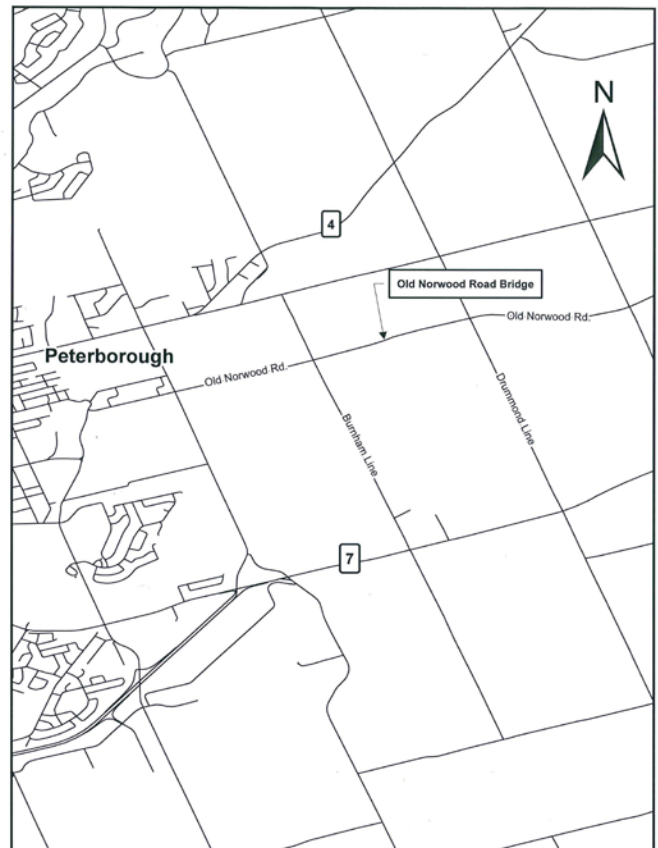 N
4
Old Norwood Road Bridge
Old Norwood Rd.
Peterborough
Old Norwood Rd.
Drummond Line
Burnham Line
7